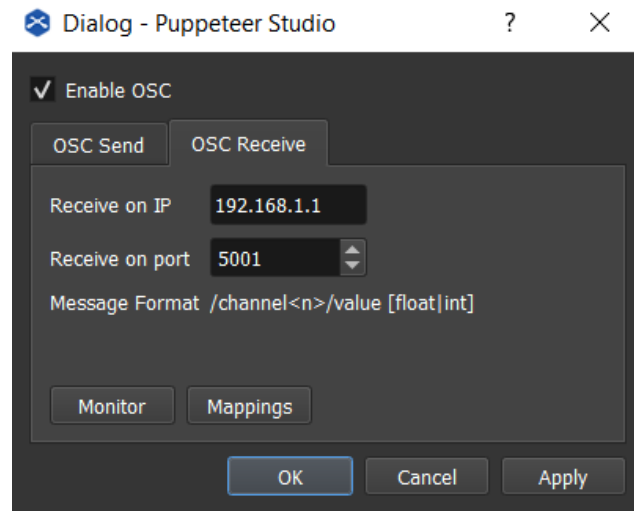 Dialog - Puppeteer Studio ?
Enable OSC
OSC Send OSC Receive
Receive on IP 192.168.1.1
Receive on port 5001
Message Format /channel<n>/value [float|int]
Monitor Mappings
OK Cancel Apply